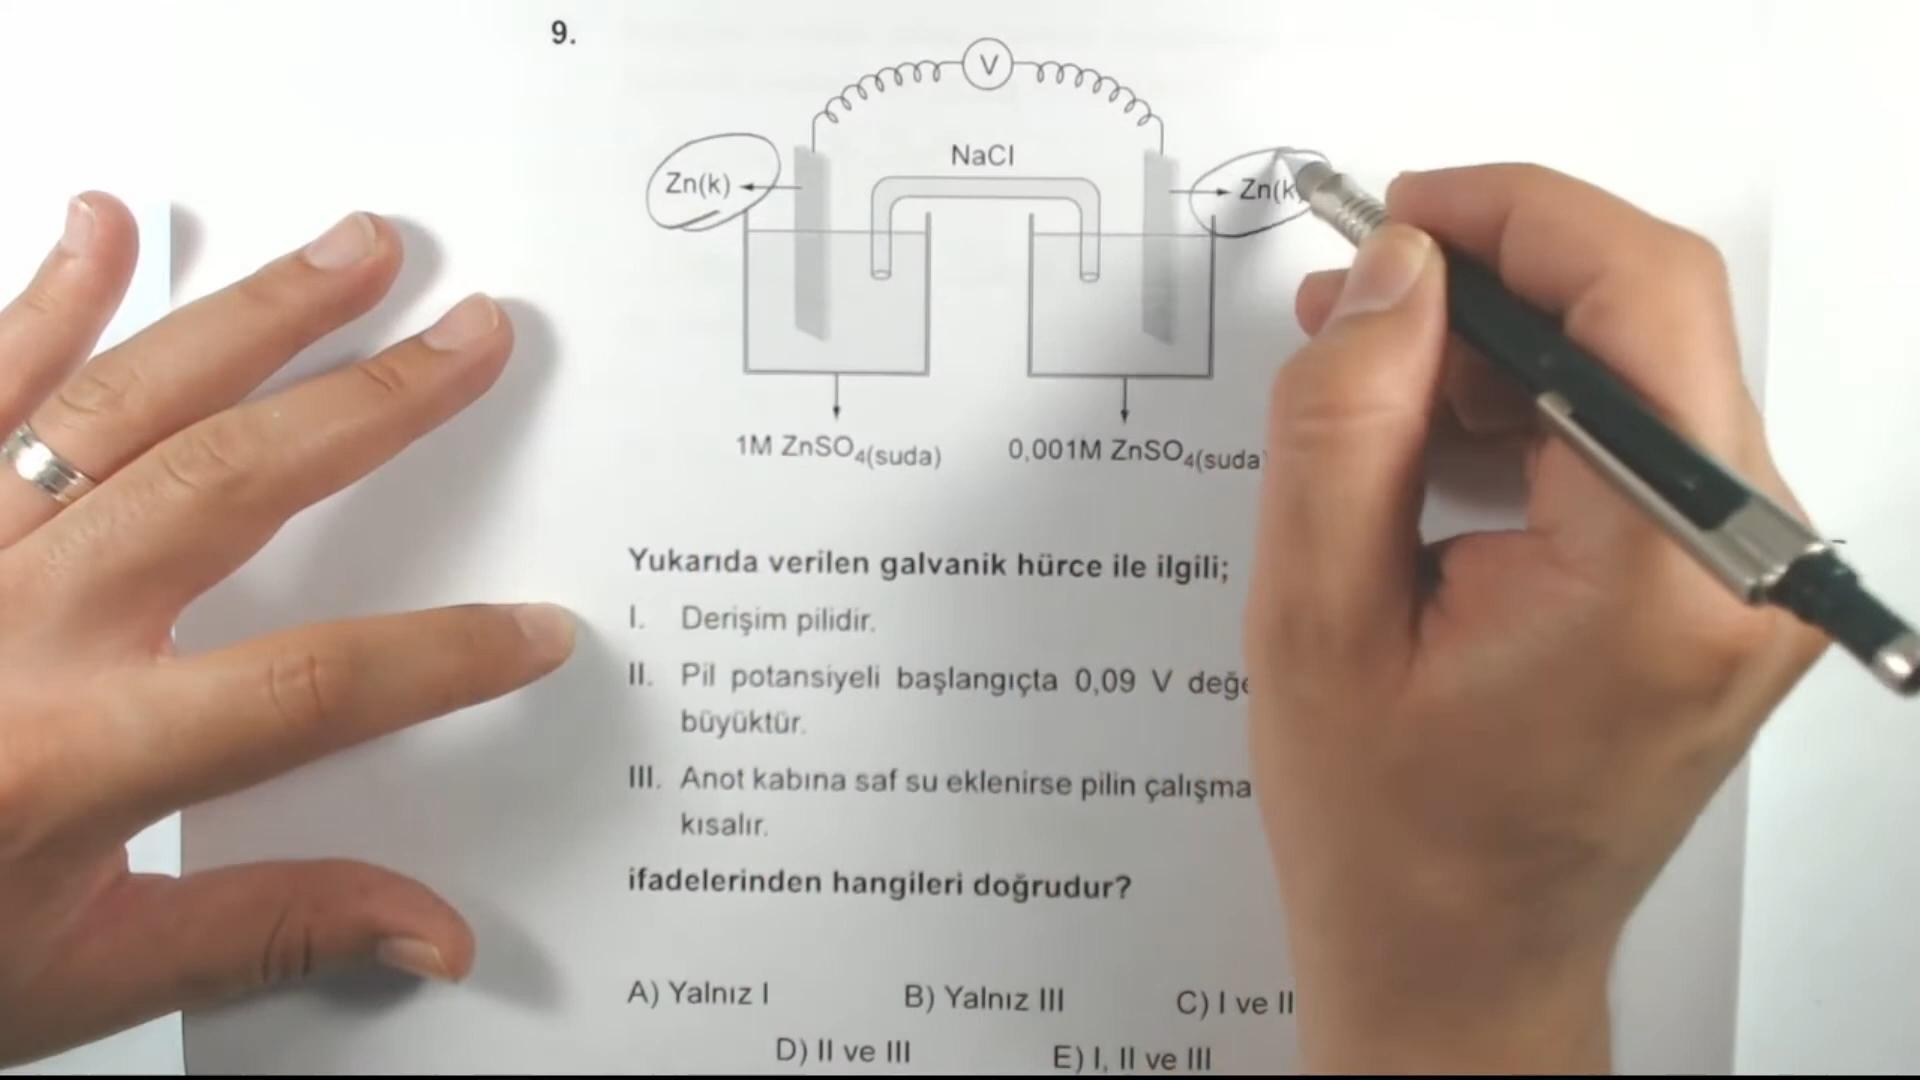 9.
V
NaCl
Zn(k)
Zn(k
1M ZnSO4(suda)
0,001M ZnSO4(suda)
Yukarıda verilen galvanik hürce ile ilgili;
I. Derişim pilidir.
II. Pil potansiyeli başlangıçta 0,09 V değe
büyüktür.
III. Anot kabına saf su eklenirse pilin çalışma
kısalır.
ifadelerinden hangileri doğrudur?
A) Yalnız I B) Yalnız III C) I ve II
D) II ve III E) I, II ve III